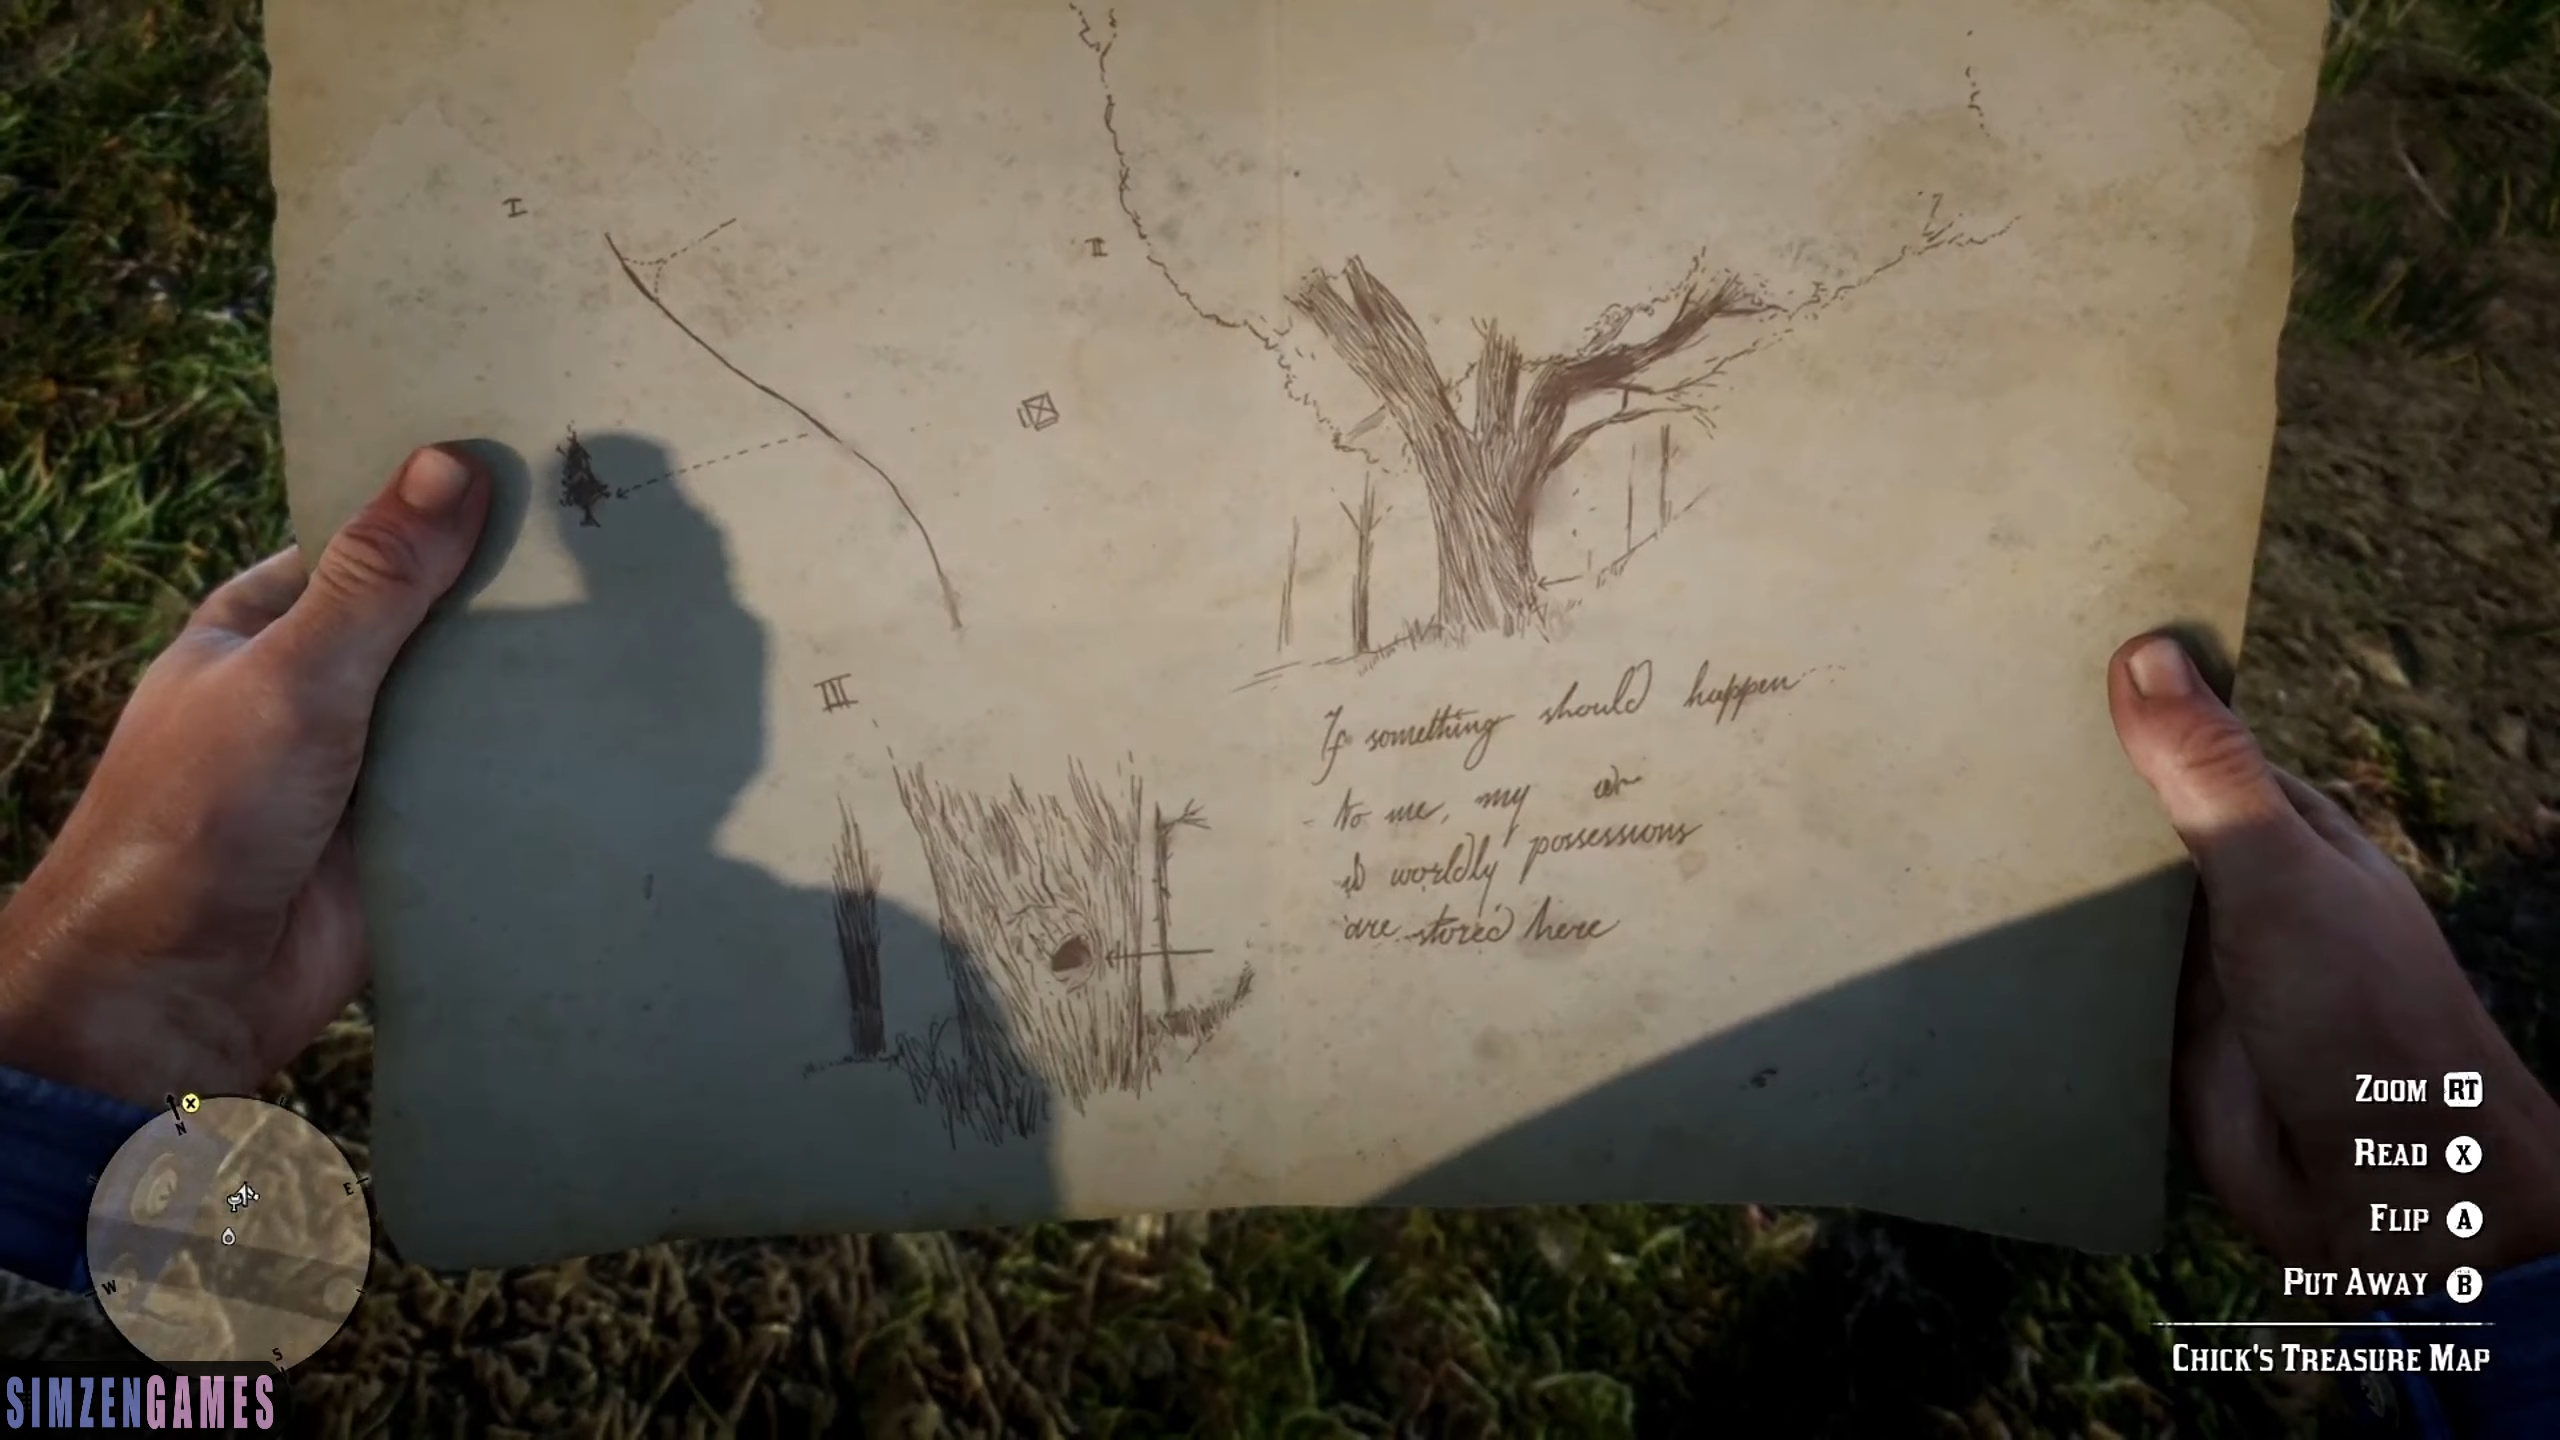 I
II
III
If something should happen
to me, my
worldly possessions
are stored here
N
E
W
S
X
ZOOM RT
READ X
FLIP A
PUT AWAY B
CHICK'S TREASURE MAP
SIMZENGAMES